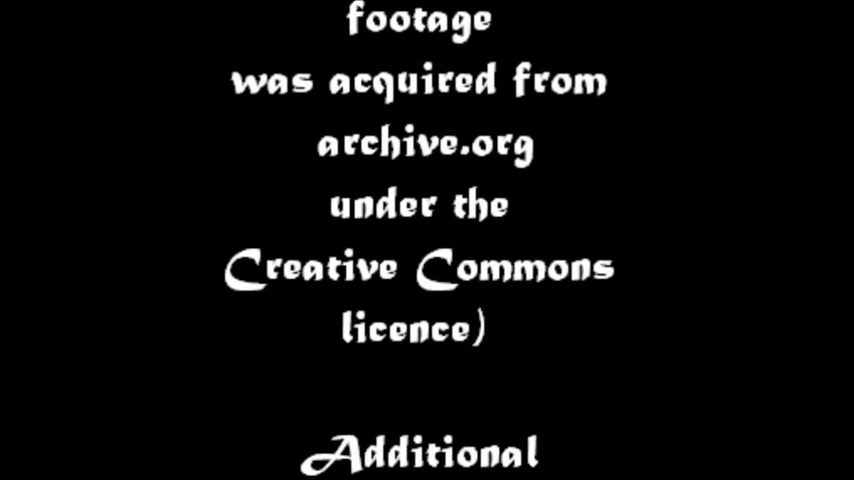 footage
was acquired from
archive.org
under the
Creative Commons
licence)
Additional